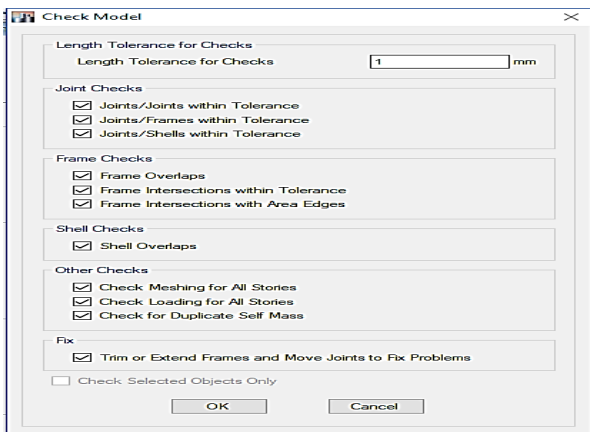 Check Model
Length Tolerance for Checks
Length Tolerance for Checks 1 mm
Joint Checks
Joints/Joints within Tolerance
Joints/Frames within Tolerance
Joints/Shells within Tolerance
Frame Checks
Frame Overlaps
Frame Intersections within Tolerance
Frame Intersections with Area Edges
Shell Checks
Shell Overlaps
Other Checks
Check Meshing for All Stories
Check Loading for All Stories
Check for Duplicate Self Mass
Fix
Trim or Extend Frames and Move Joints to Fix Problems
Check Selected Objects Only
OK Cancel